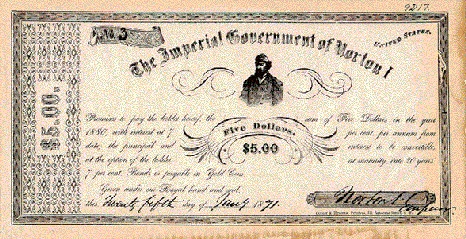 9217.
No. 3
United States.
The Imperial Government of Norton I
Promises to pay the holder hereof, the sum of Five Dollars in the year
1880, with interest at 7 per cent. per annum from
date, the principal and interest to be convertible,
at the option of the holder at maturity, into 20 years
7 per cent. Bonds or payable in Gold Coin.
Five Dollars.
$5.00
Given under our Royal hand and seal,
this Twenty fifth day of 1871.
Norton I.
Emperor.
$5.00.